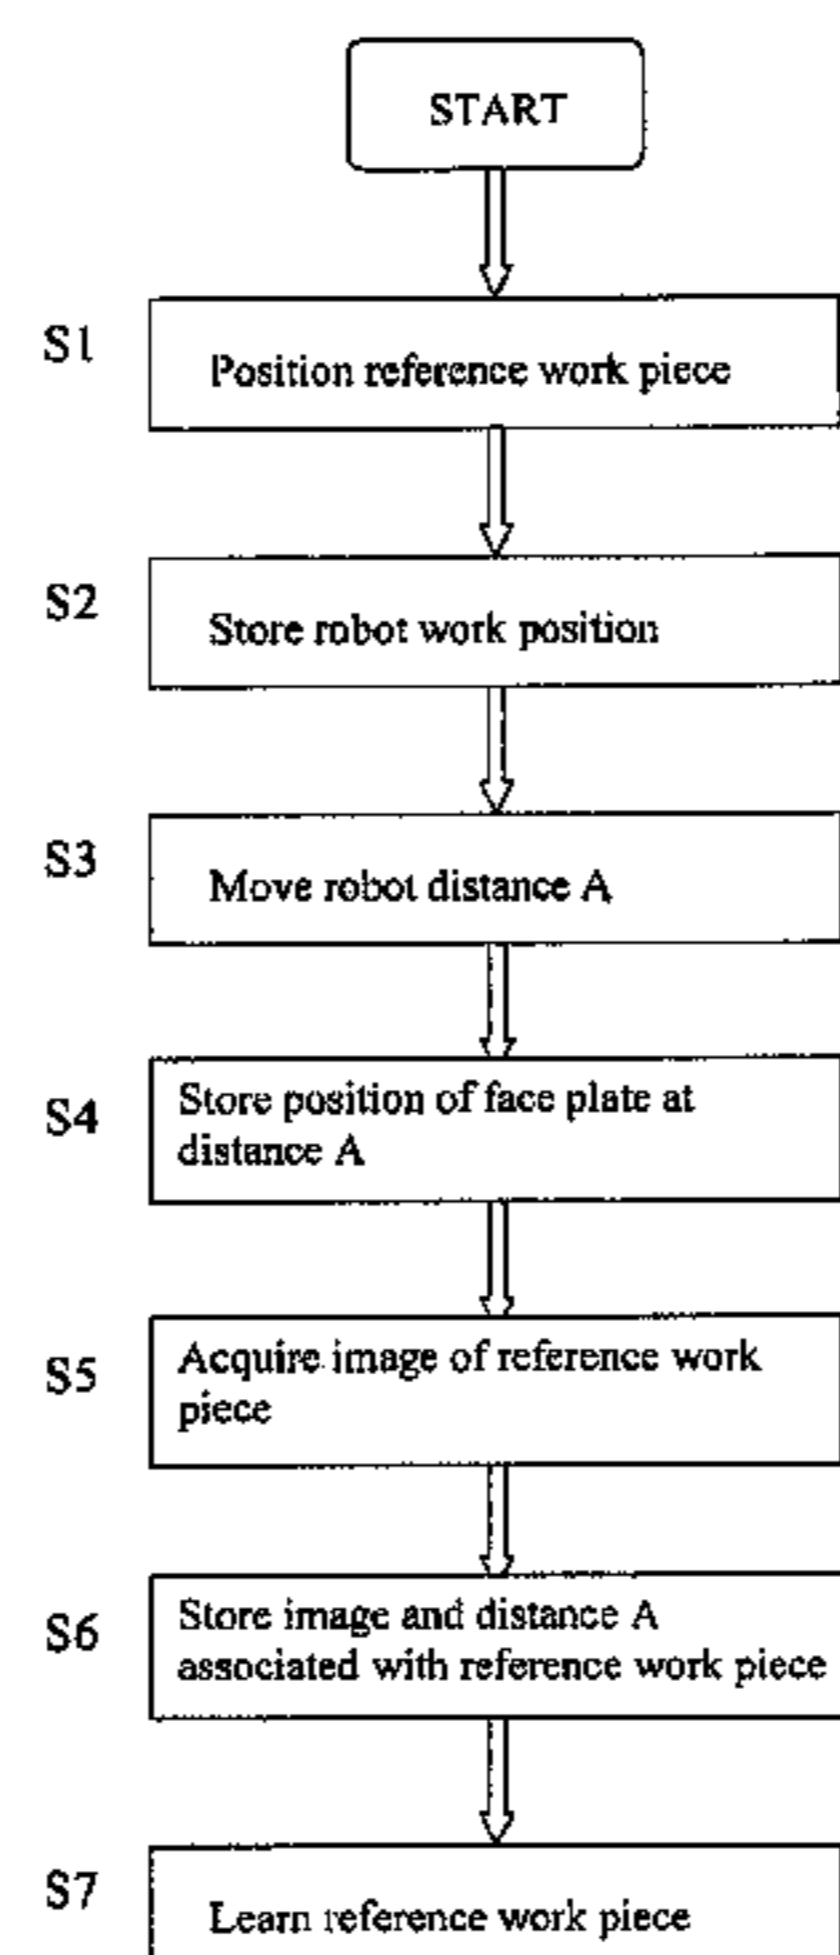 START
S1
Position reference work piece
S2
Store robot work position
S3
Move robot distance A
S4
Store position of face plate at
distance A
S5
Acquire image of reference work
piece
S6
Store image and distance A
associated with reference work piece
S7
Learn reference work piece